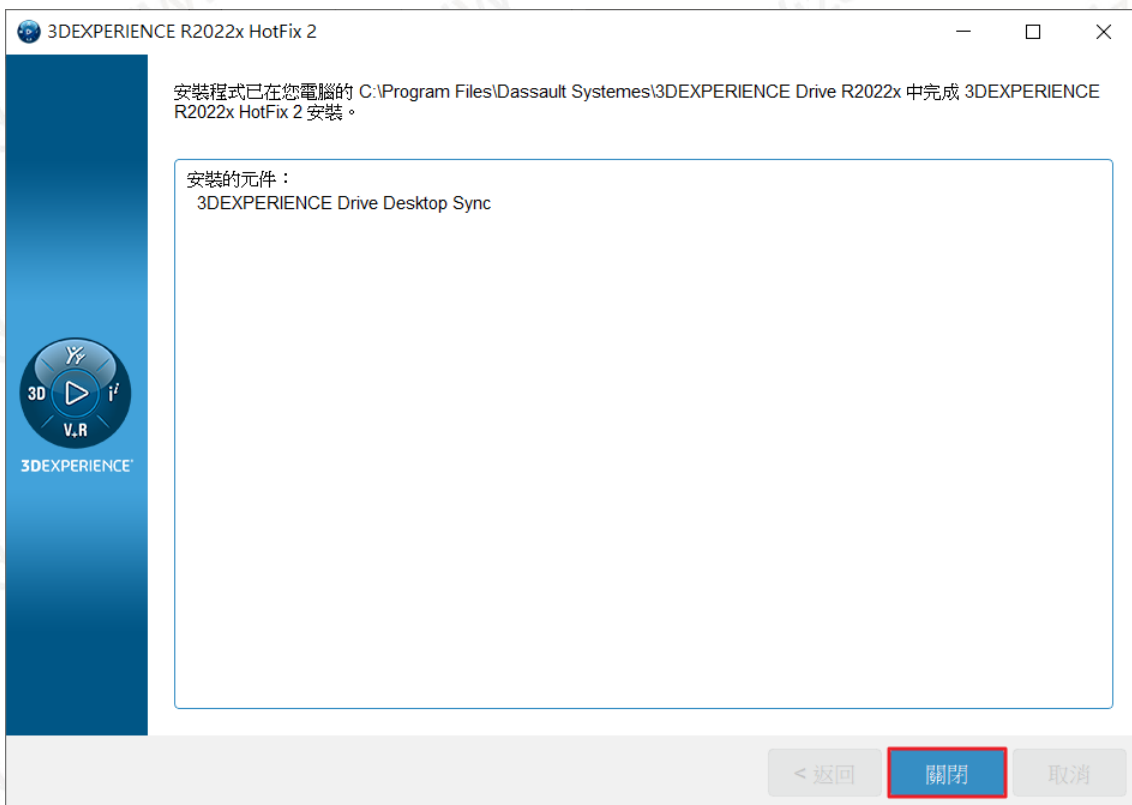 3DEXPERIENCE R2022x HotFix 2
安裝程式已在您電腦的 C:\Program Files\Dassault Systemes\3DEXPERIENCE Drive R2022x 中完成 3DEXPERIENCE
R2022x HotFix 2 安裝。
安裝的元件：
3DEXPERIENCE Drive Desktop Sync
3D
i²
V+R
3DEXPERIENCE
< 返回
關閉
取消